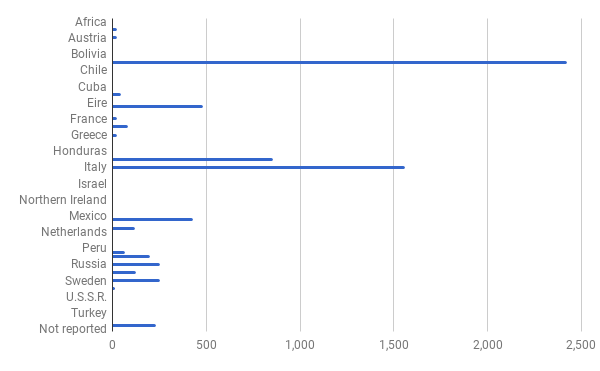 Africa
Austria
Bolivia
Chile
Cuba
Eire
France
Greece
Honduras
Italy
Israel
Northern Ireland
Mexico
Netherlands
Peru
Russia
Sweden
U.S.S.R.
Turkey
Not reported
0 500 1,000 1,500 2,000 2,500